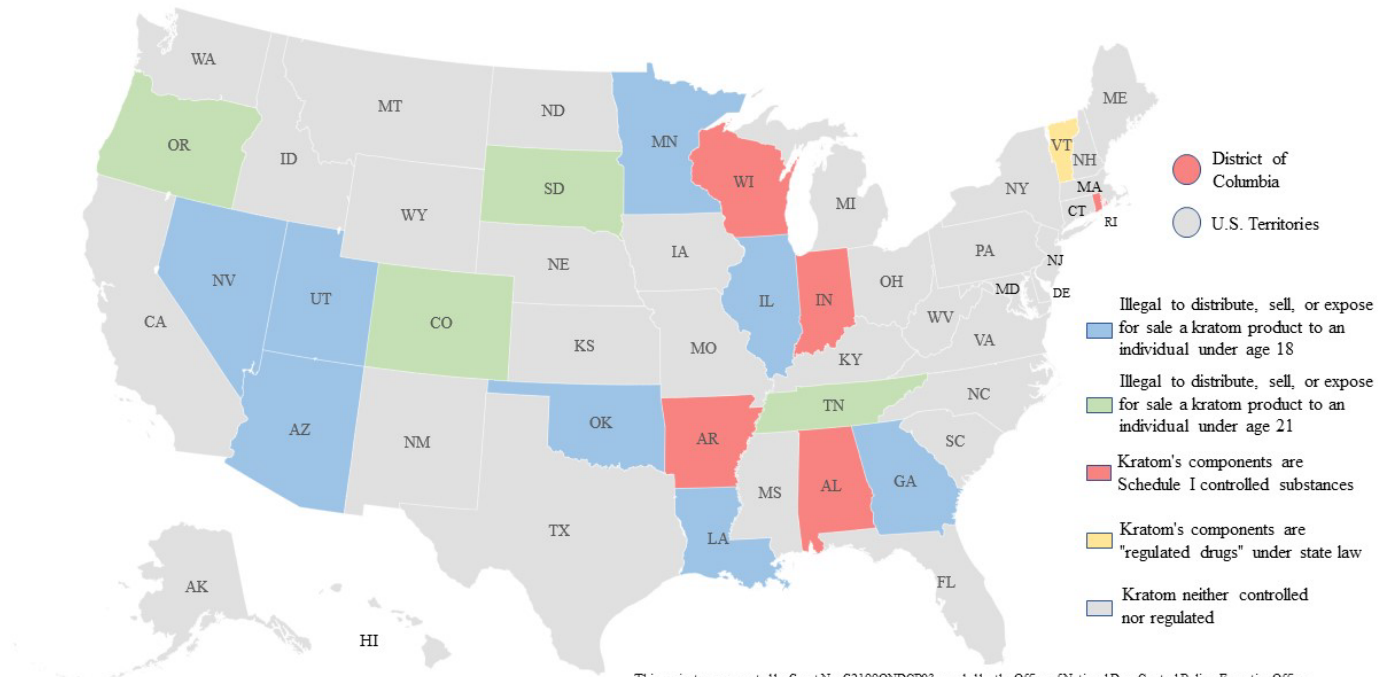 WA
MT
ND
MN
ME
OR
ID
SD
WI
VT
NH
District of
Columbia
WY
MI
NY
MA
CT
RI
U.S. Territories
IA
NE
PA
NJ
NV
UT
CO
IL
IN
OH
MD
DE
WV
VA
CA
KS
MO
KY
Illegal to distribute, sell, or expose
for sale a kratom product to an
individual under age 18
AZ
NM
OK
AR
TN
NC
SC
Illegal to distribute, sell, or expose
for sale a kratom product to an
individual under age 21
TX
LA
MS
AL
GA
Kratom's components are
Schedule I controlled substances
Kratom's components are
"regulated drugs" under state law
AK
HI
FL
Kratom neither controlled
nor regulated